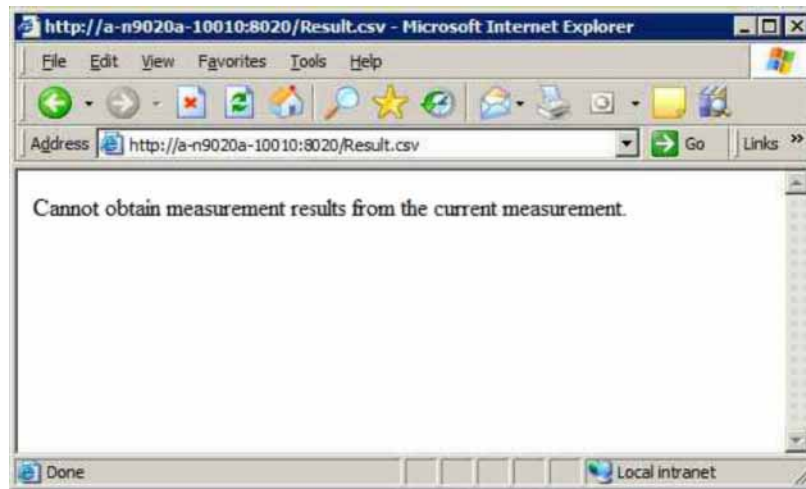 http://a-n9020a-10010:8020/Result.csv - Microsoft Internet Explorer
File Edit View Favorites Tools Help
Address http://a-n9020a-10010:8020/Result.csv Go Links »
Cannot obtain measurement results from the current measurement.
Done Local intranet